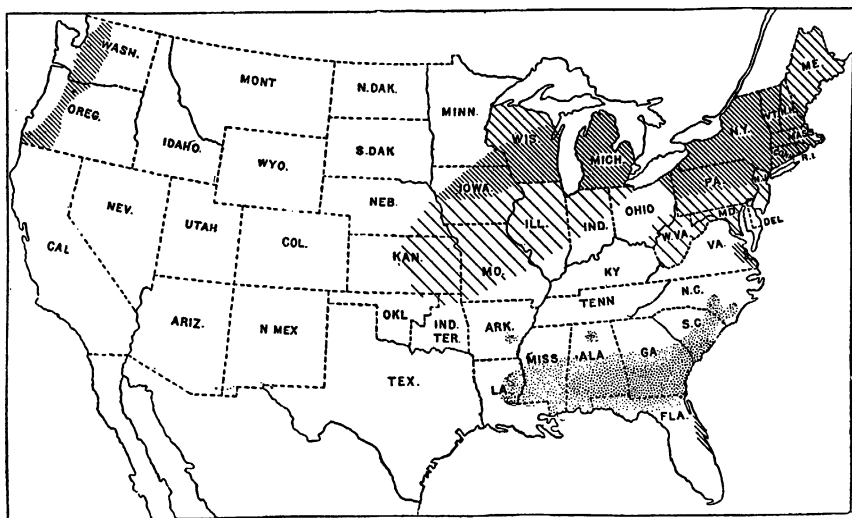 WASH.
MONT
N.DAK.
MINN.
ME.
OREG.
IDAHO.
WYO.
S.DAK
WIS
MICH.
N.Y.
VT.
N.H.
MASS.
R.I
IOWA
PA.
N.J.
NEV.
UTAH
COL.
NEB.
ILL.
IND.
OHIO
MD.
DEL
CAL
KAN.
MO.
W.VA.
VA.
KY
ARIZ.
N MEX
OKL
IND.
TER.
ARK.
TENN
N.C.
S.C.
TEX.
LA
MISS.
ALA
GA
FLA.